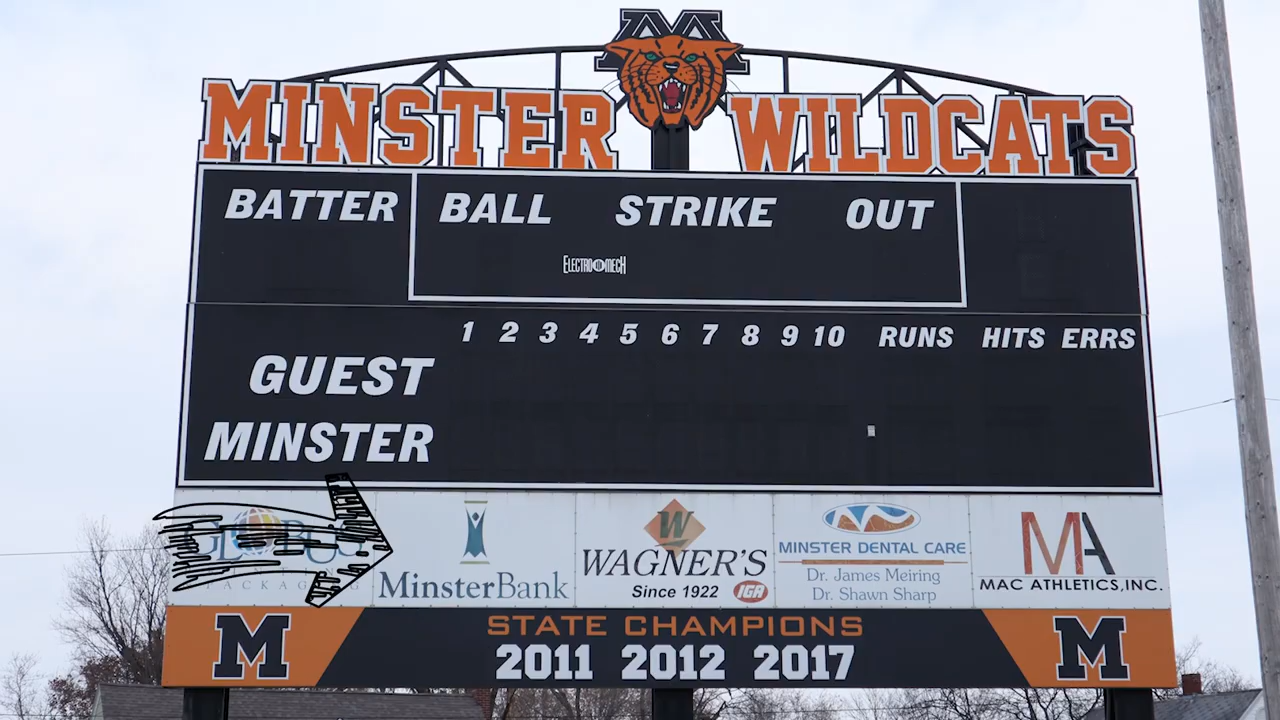 M
MINSTER WILDCATS
BATTER BALL STRIKE OUT
ELECTRO MECH
1 2 3 4 5 6 7 8 9 10 RUNS HITS ERRS
GUEST
MINSTER
MinsterBank
W
WAGNER'S
Since 1922 IGA
MINSTER DENTAL CARE
Dr. James Meiring
Dr. Shawn Sharp
MA
MAC ATHLETICS, INC.
M STATE CHAMPIONS M
2011 2012 2017